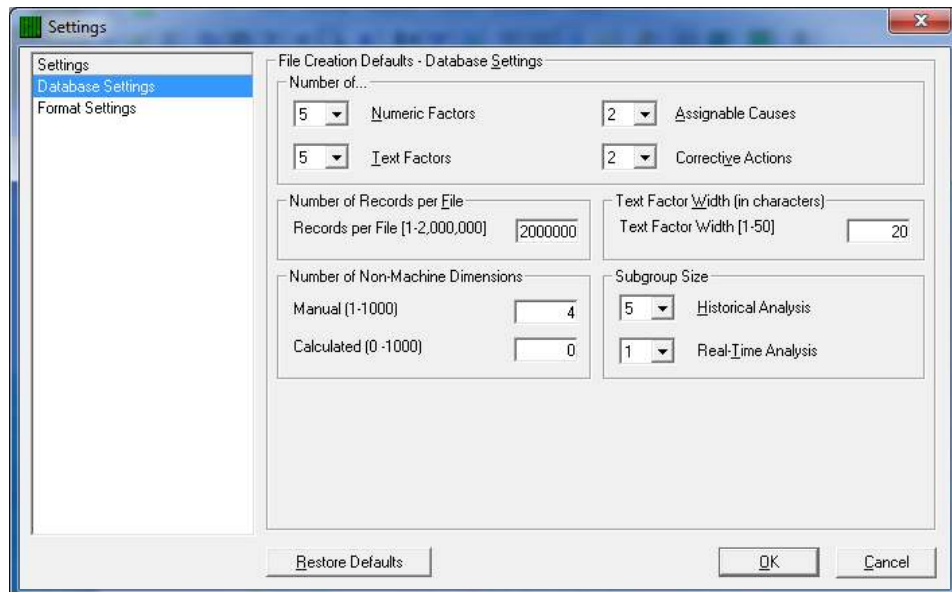 Settings
Settings
Database Settings
Format Settings
File Creation Defaults - Database Settings
Number of...
5 Numeric Factors
2 Assignable Causes
5 Text Factors
2 Corrective Actions
Number of Records per File
Records per File [1-2,000,000] 2000000
Text Factor Width (in characters)
Text Factor Width [1-50] 20
Number of Non-Machine Dimensions
Manual (1-1000) 4
Calculated (0 -1000) 0
Subgroup Size
5 Historical Analysis
1 Real-Time Analysis
Restore Defaults
OK
Cancel